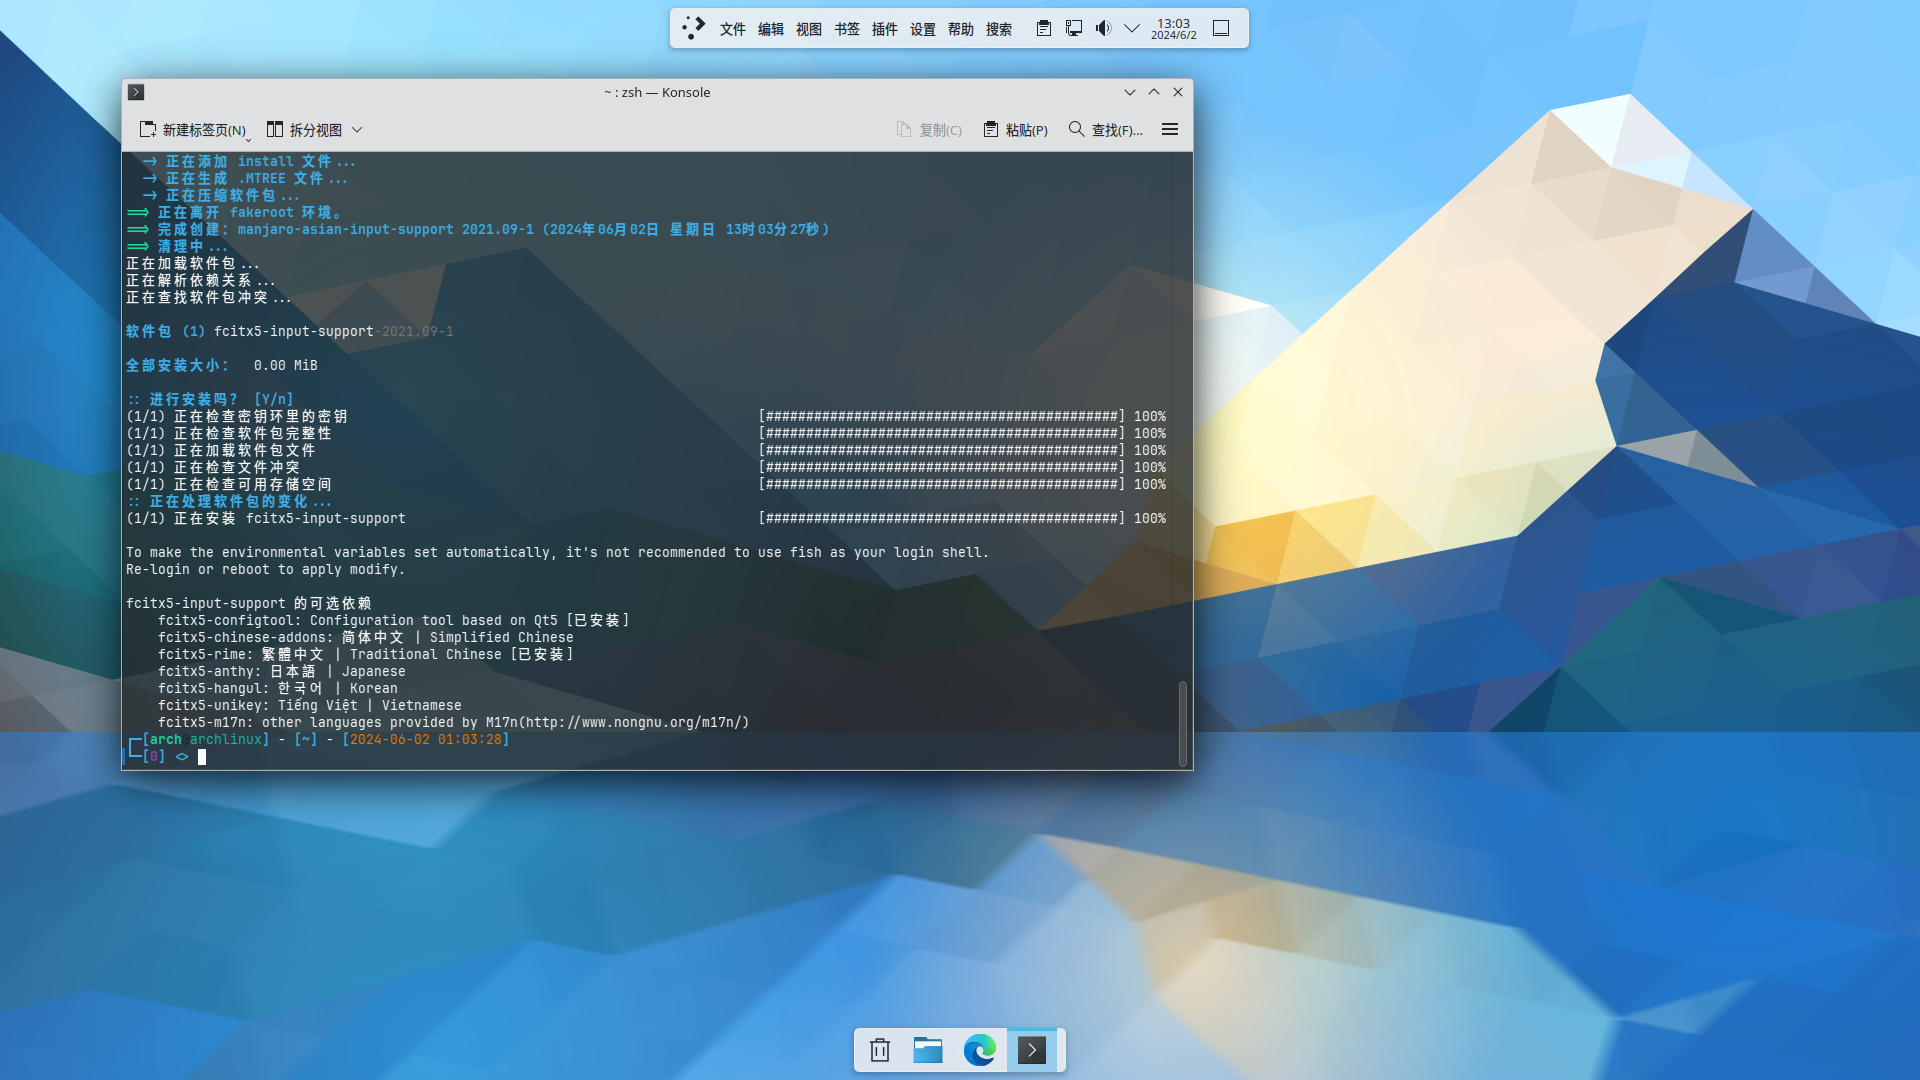 文件 编辑 视图 书签 插件 设置 帮助 搜索
13:03
2024/6/2
~ : zsh — Konsole
新建标签页(N) 拆分视图 复制(C) 粘贴(P) 查找(F)...
-> 正在添加 install 文件...
-> 正在生成 .MTREE 文件...
-> 正在压缩软件包...
==> 正在离开 fakeroot 环境。
==> 完成创建：manjaro-asian-input-support 2021.09-1 (2024年06月02日 星期日 13时03分27秒)
==> 清理中...
正在加载软件包...
正在解析依赖关系...
正在查找软件包冲突...
软件包 (1) fcitx5-input-support-2021.09-1
全部安装大小： 0.00 MiB
:: 进行安装吗？ [Y/n]
(1/1) 正在检查密钥环里的密钥 [############################################] 100%
(1/1) 正在检查软件包完整性 [############################################] 100%
(1/1) 正在加载软件包文件 [############################################] 100%
(1/1) 正在检查文件冲突 [############################################] 100%
(1/1) 正在检查可用存储空间 [############################################] 100%
:: 正在处理软件包的变化...
(1/1) 正在安装 fcitx5-input-support [############################################] 100%
To make the environmental variables set automatically, it's not recommended to use fish as your login shell.
Re-login or reboot to apply modify.
fcitx5-input-support 的可选依赖
fcitx5-configtool: Configuration tool based on Qt5 [已安装]
fcitx5-chinese-addons: 简体中文 | Simplified Chinese
fcitx5-rime: 繁體中文 | Traditional Chinese [已安装]
fcitx5-anthy: 日本語 | Japanese
fcitx5-hangul: 한국어 | Korean
fcitx5-unikey: Tiếng Việt | Vietnamese
fcitx5-m17n: other languages provided by M17n(http://www.nongnu.org/m17n/)
┌─[arch@archlinux] - [~] - [2024-06-02 01:03:28]
└─[0] <>